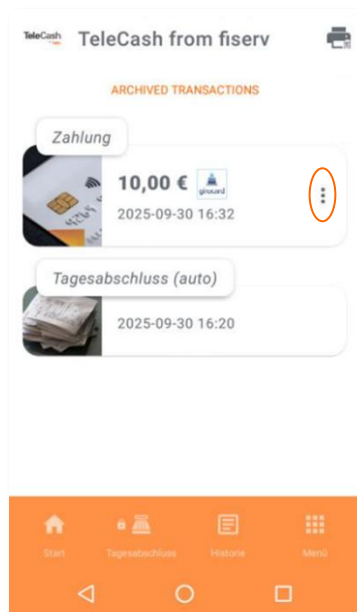 TeleCash TeleCash from fiserv
ARCHIVED TRANSACTIONS
Zahlung
10,00 € girocard
2025-09-30 16:32
Tagesabschluss (auto)
2025-09-30 16:20
Start Tagesabschluss Historie Menü